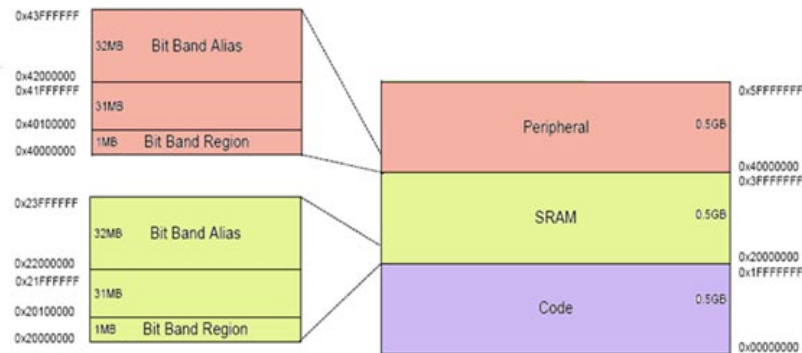 0x43FFFFFF
32MB Bit Band Alias
0x42000000
0x41FFFFFF
31MB
0x40100000
1MB Bit Band Region
0x40000000
0x23FFFFFF
32MB Bit Band Alias
0x22000000
0x21FFFFFF
31MB
0x20100000
1MB Bit Band Region
0x20000000
0x5FFFFFFF
Peripheral 0.5GB
0x40000000
0x3FFFFFFF
SRAM 0.5GB
0x20000000
0x1FFFFFFF
Code 0.5GB
0x00000000